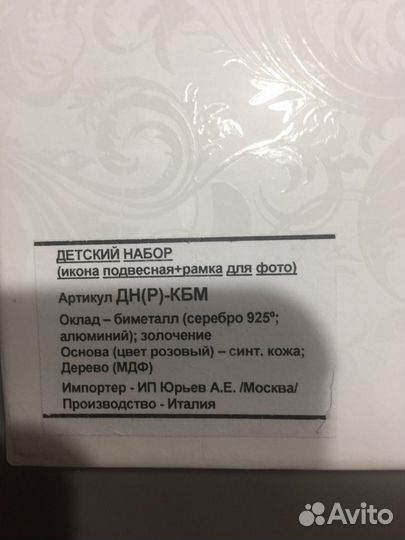 ДЕТСКИЙ НАБОР
(икона подвесная+рамка для фото)
Артикул ДН(Р)-КБМ
Оклад – биметалл (серебро 925º;
алюминий); золочение
Основа (цвет розовый) – синт. кожа;
Дерево (МДФ)
Импортер - ИП Юрьев А.Е. /Москва/
Производство - Италия
Avito